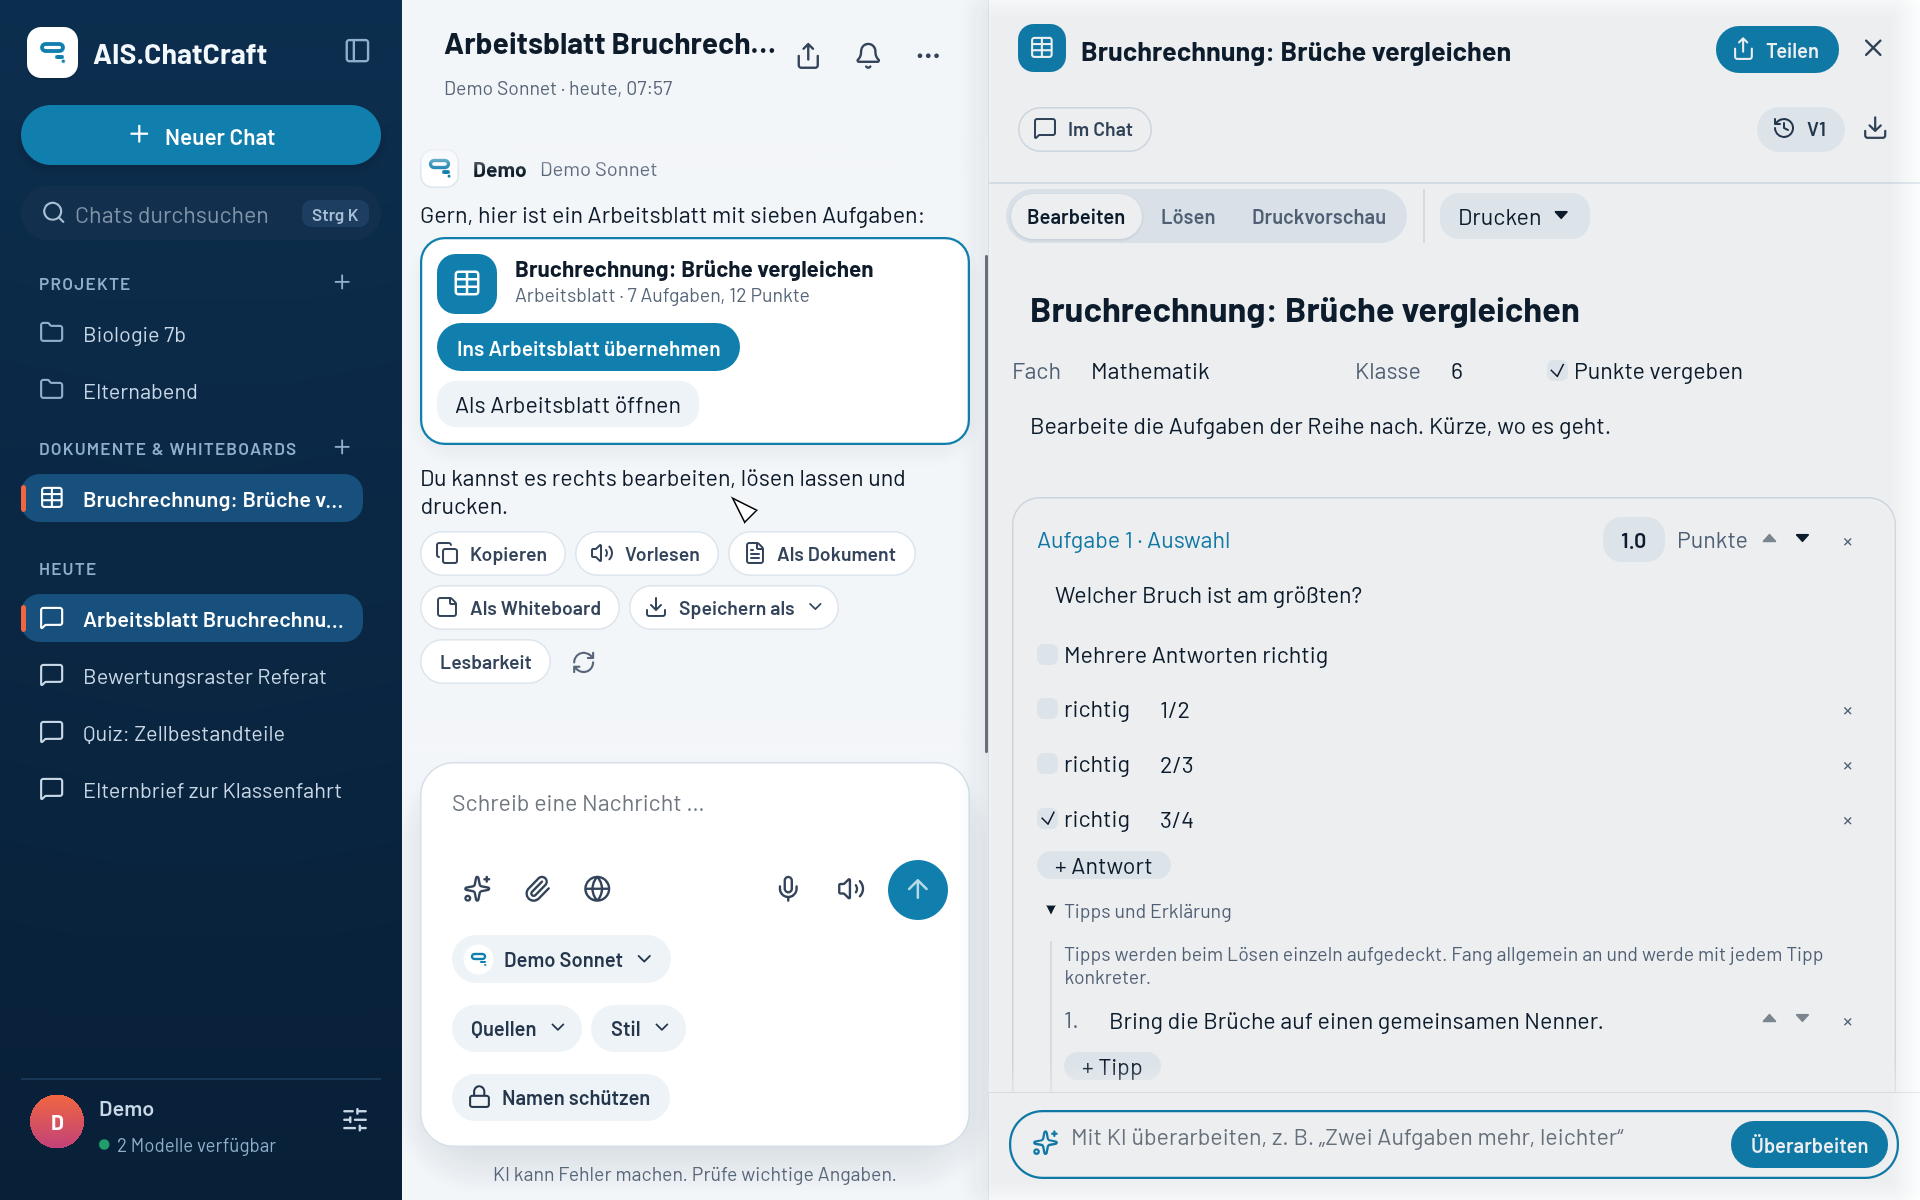 AIS.ChatCraft
Neuer Chat
Chats durchsuchen
Strg K
PROJEKTE
Biologie 7b
Elternabend
DOKUMENTE & WHITEBOARDS
Bruchrechnung: Brüche v...
HEUTE
Arbeitsblatt Bruchrechnu...
Bewertungsraster Referat
Quiz: Zellbestandteile
Elternbrief zur Klassenfahrt
D
Demo
2 Modelle verfügbar
Arbeitsblatt Bruchrech...
Demo Sonnet · heute, 07:57
Demo Demo Sonnet
Gern, hier ist ein Arbeitsblatt mit sieben Aufgaben:
Bruchrechnung: Brüche vergleichen
Arbeitsblatt · 7 Aufgaben, 12 Punkte
Ins Arbeitsblatt übernehmen
Als Arbeitsblatt öffnen
Du kannst es rechts bearbeiten, lösen lassen und
drucken.
Kopieren Vorlesen Als Dokument
Als Whiteboard Speichern als
Lesbarkeit
Schreib eine Nachricht ...
Demo Sonnet
Quellen Stil
Namen schützen
KI kann Fehler machen. Prüfe wichtige Angaben.
Bruchrechnung: Brüche vergleichen
Teilen
Im Chat
V1
Bearbeiten Lösen Druckvorschau Drucken
Bruchrechnung: Brüche vergleichen
Fach Mathematik Klasse 6 Punkte vergeben
Bearbeite die Aufgaben der Reihe nach. Kürze, wo es geht.
Aufgabe 1 · Auswahl 1.0 Punkte ×
Welcher Bruch ist am größten?
Mehrere Antworten richtig
richtig 1/2 ×
richtig 2/3 ×
richtig 3/4 ×
+ Antwort
Tipps und Erklärung
Tipps werden beim Lösen einzeln aufgedeckt. Fang allgemein an und werde mit jedem Tipp
konkreter.
1. Bring die Brüche auf einen gemeinsamen Nenner. ×
+ Tipp
Mit KI überarbeiten, z. B. „Zwei Aufgaben mehr, leichter“
Überarbeiten